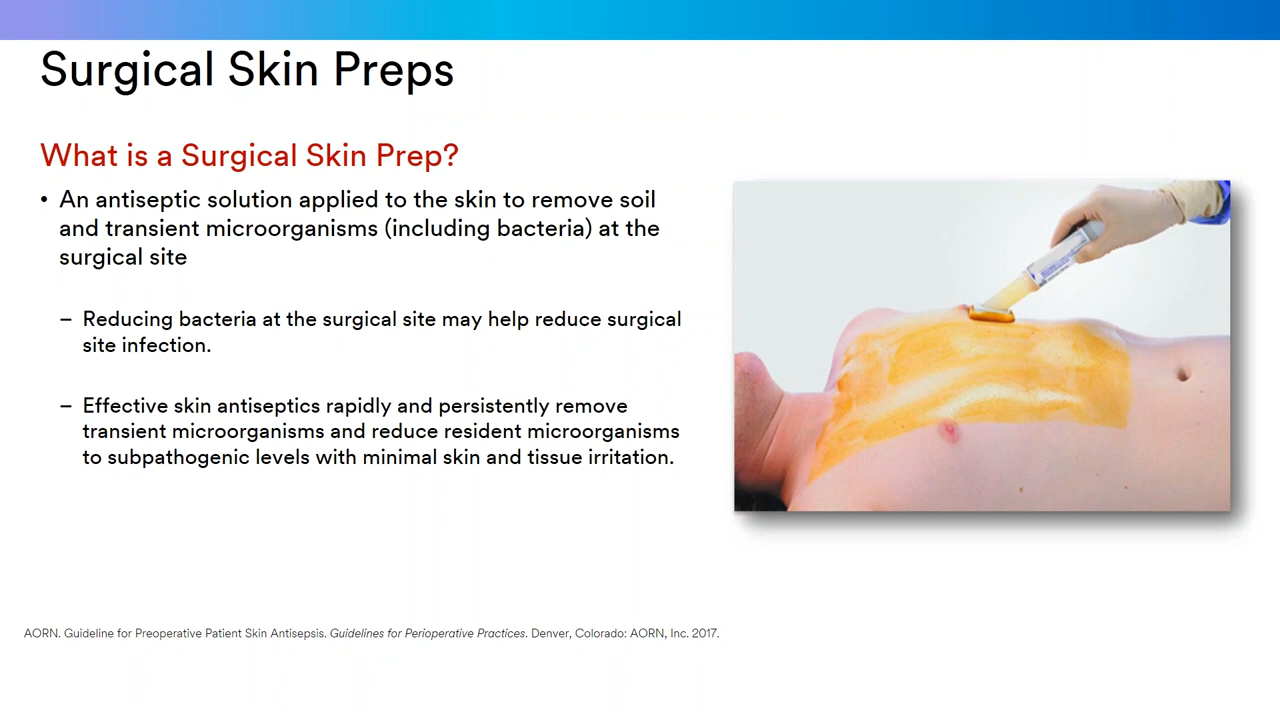 Surgical Skin Preps
What is a Surgical Skin Prep?
• An antiseptic solution applied to the skin to remove soil
and transient microorganisms (including bacteria) at the
surgical site
– Reducing bacteria at the surgical site may help reduce surgical
site infection.
– Effective skin antiseptics rapidly and persistently remove
transient microorganisms and reduce resident microorganisms
to subpathogenic levels with minimal skin and tissue irritation.
AORN. Guideline for Preoperative Patient Skin Antisepsis. Guidelines for Perioperative Practices. Denver, Colorado: AORN, Inc. 2017.